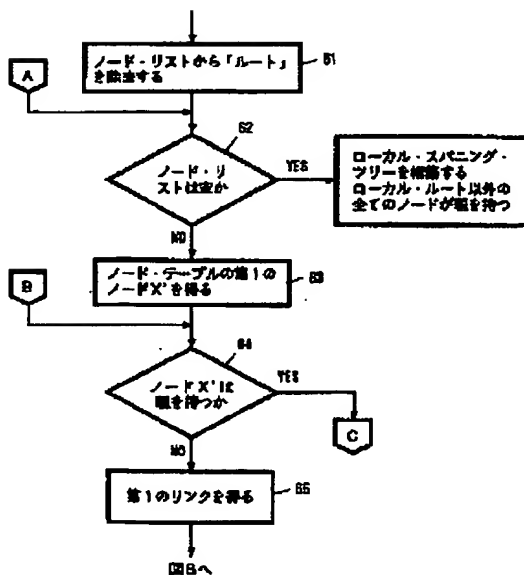 ノード・リストから「ルート」
を除去する
61
A
62
ノード・リ
ストは空か
YES
ローカル・スパニング・
ツリーを構築する
ローカル・ルート以外の
全てのノードが親を持つ
NO
ノード・テーブルの第1の
ノードX'を得る
63
B
64
ノードX'は
親を持つか
YES
C
NO
第1のリンクを得る
65
図Bへ